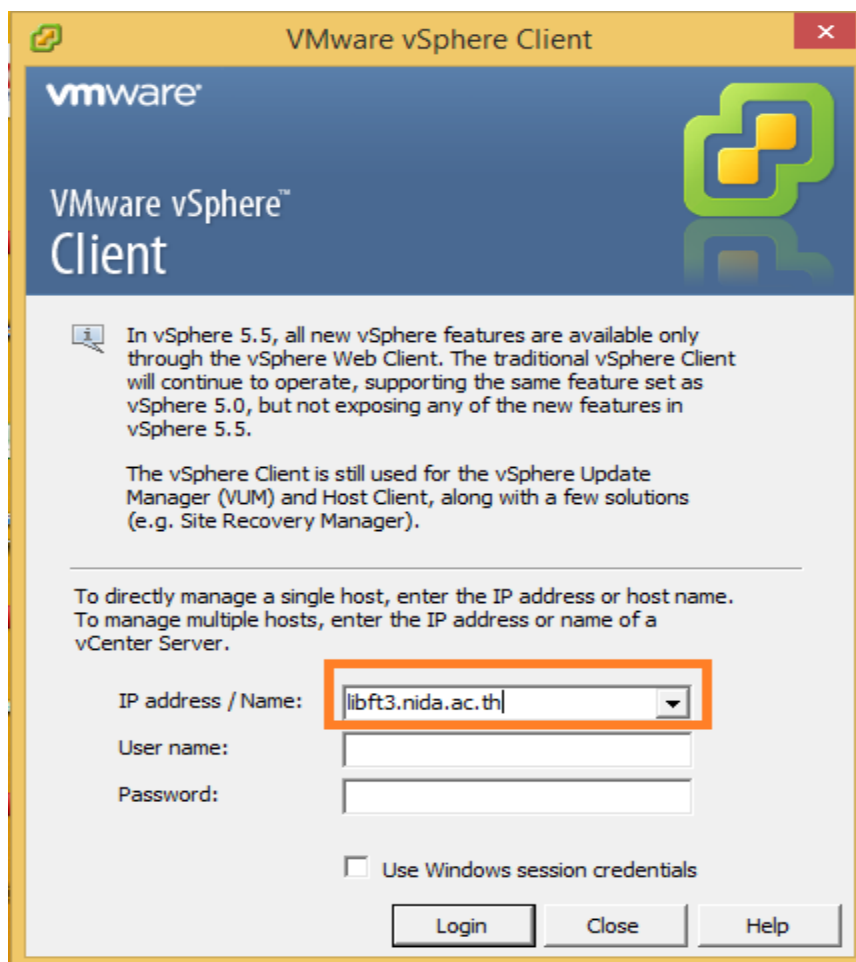 VMware vSphere Client
vmware
VMware vSphere™
Client
In vSphere 5.5, all new vSphere features are available only
through the vSphere Web Client. The traditional vSphere Client
will continue to operate, supporting the same feature set as
vSphere 5.0, but not exposing any of the new features in
vSphere 5.5.
The vSphere Client is still used for the vSphere Update
Manager (VUM) and Host Client, along with a few solutions
(e.g. Site Recovery Manager).
To directly manage a single host, enter the IP address or host name.
To manage multiple hosts, enter the IP address or name of a
vCenter Server.
IP address / Name: libft3.nida.ac.th
User name:
Password:
Use Windows session credentials
Login Close Help